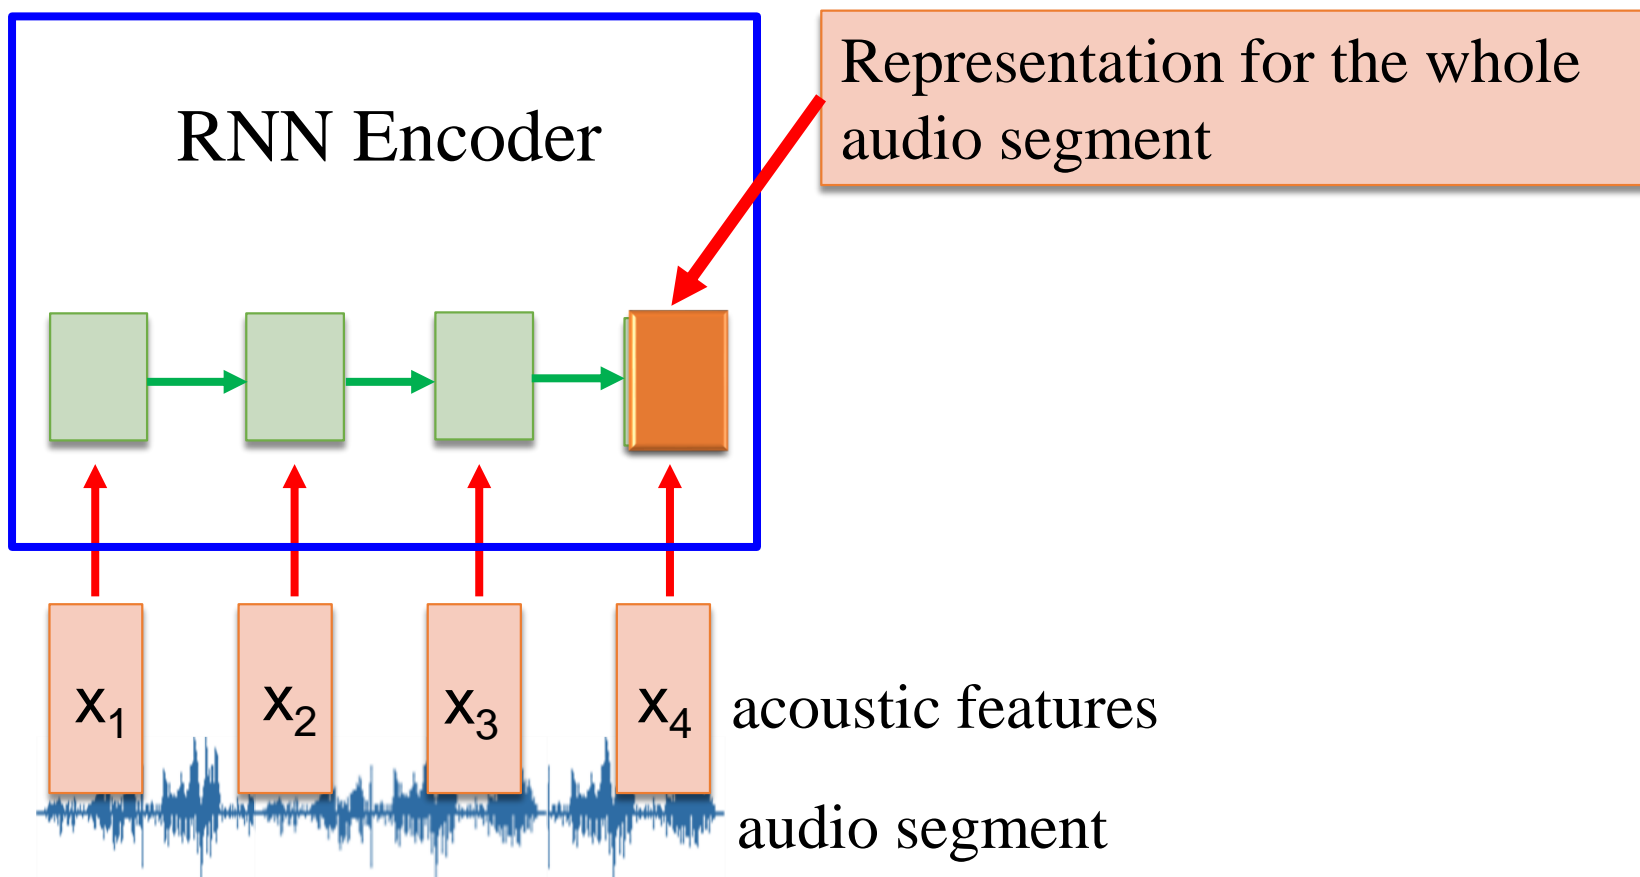 RNN Encoder
Representation for the whole
audio segment
x₁ x₂ x₃ x₄
acoustic features
audio segment